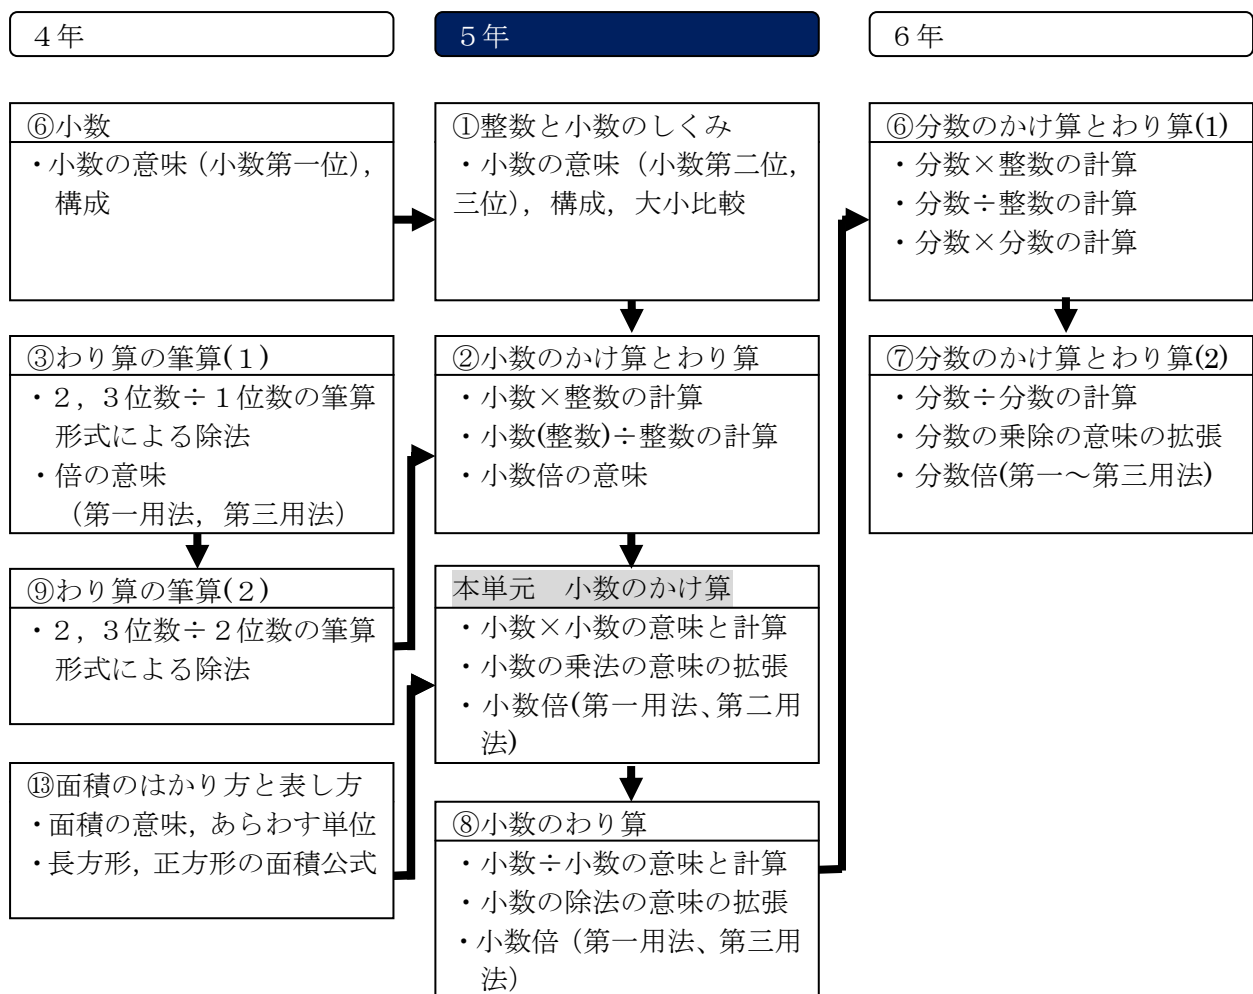 ４年
５年
６年
⑥小数
・小数の意味（小数第一位），
構成
③わり算の筆算(１)
・２，３位数÷１位数の筆算
形式による除法
・倍の意味
（第一用法，第三用法）
⑨わり算の筆算(２)
・２，３位数÷２位数の筆算
形式による除法
⑬面積のはかり方と表し方
・面積の意味，あらわす単位
・長方形，正方形の面積公式
①整数と小数のしくみ
・小数の意味（小数第二位，
三位），構成，大小比較
②小数のかけ算とわり算
・小数×整数の計算
・小数(整数)÷整数の計算
・小数倍の意味
本単元　小数のかけ算
・小数×小数の意味と計算
・小数の乗法の意味の拡張
・小数倍(第一用法、第二用
法)
⑧小数のわり算
・小数÷小数の意味と計算
・小数の除法の意味の拡張
・小数倍（第一用法、第三用
法）
⑥分数のかけ算とわり算(1)
・分数×整数の計算
・分数÷整数の計算
・分数×分数の計算
⑦分数のかけ算とわり算(2)
・分数÷分数の計算
・分数の乗除の意味の拡張
・分数倍(第一～第三用法)